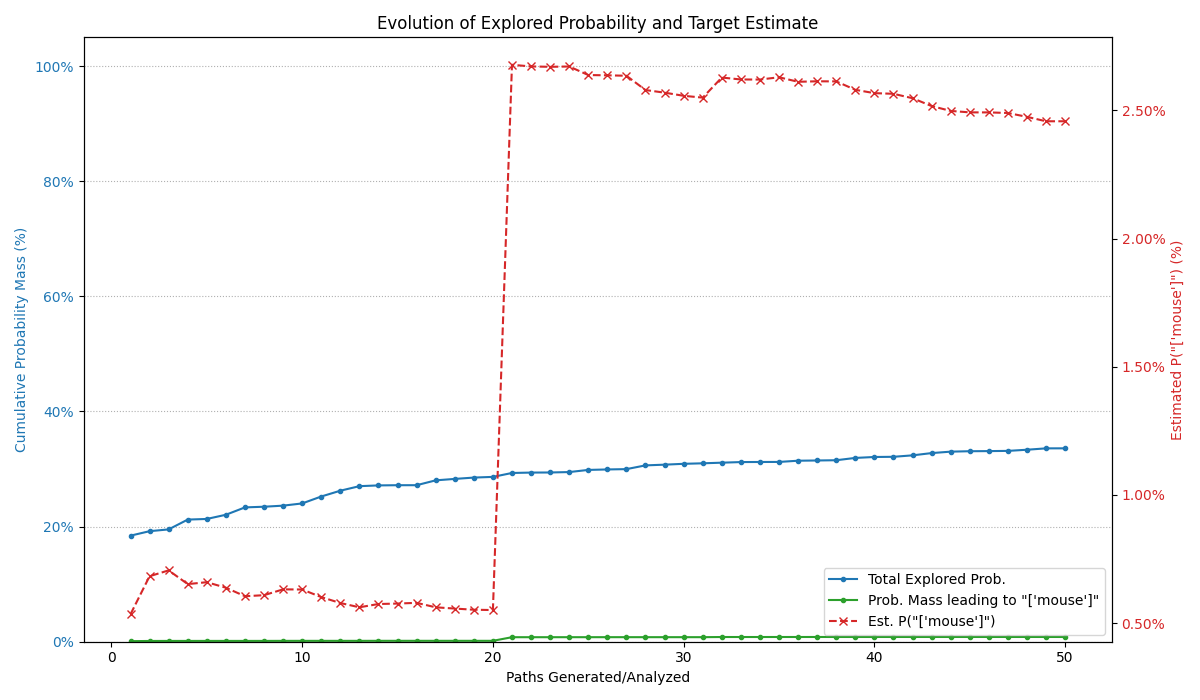 Evolution of Explored Probability and Target Estimate
Cumulative Probability Mass (%)
100%
80%
60%
40%
20%
0%
2.50%
2.00%
1.50%
1.00%
0.50%
Estimated P("['mouse']") (%)
Total Explored Prob.
Prob. Mass leading to "['mouse']"
Est. P("['mouse']")
0 10 20 30 40 50
Paths Generated/Analyzed